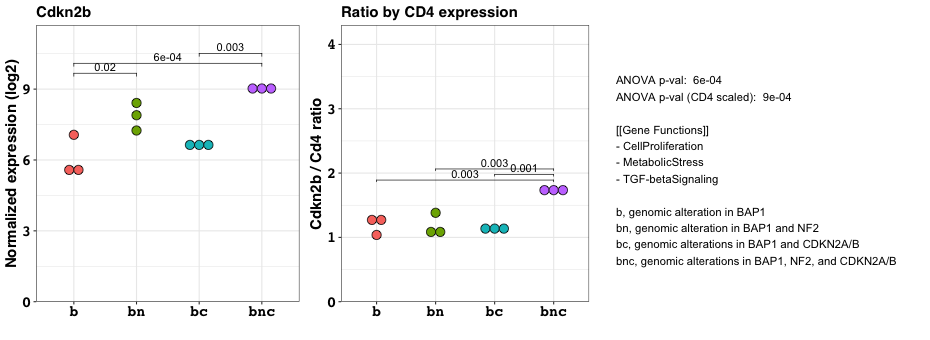 Cdkn2b
Normalized expression (log2)
9
6
3
0
0.02
6e-04
0.003
b bn bc bnc
Ratio by CD4 expression
Cdkn2b / Cd4 ratio
4
3
2
1
0
0.003
0.003
0.001
b bn bc bnc
ANOVA p-val: 6e-04
ANOVA p-val (CD4 scaled): 9e-04
[[Gene Functions]]
- CellProliferation
- MetabolicStress
- TGF-betaSignaling
b, genomic alteration in BAP1
bn, genomic alteration in BAP1 and NF2
bc, genomic alterations in BAP1 and CDKN2A/B
bnc, genomic alterations in BAP1, NF2, and CDKN2A/B